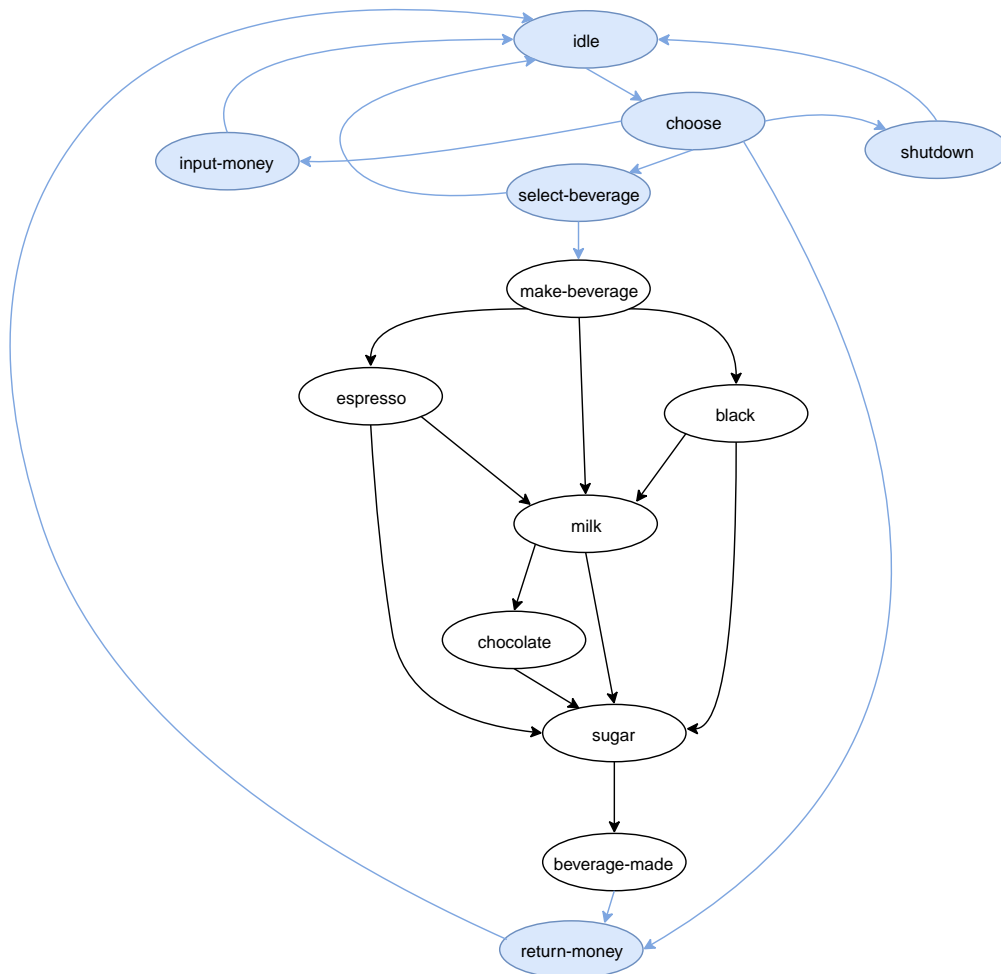 idle
choose
input-money
shutdown
select-beverage
make-beverage
espresso
black
milk
chocolate
sugar
beverage-made
return-money